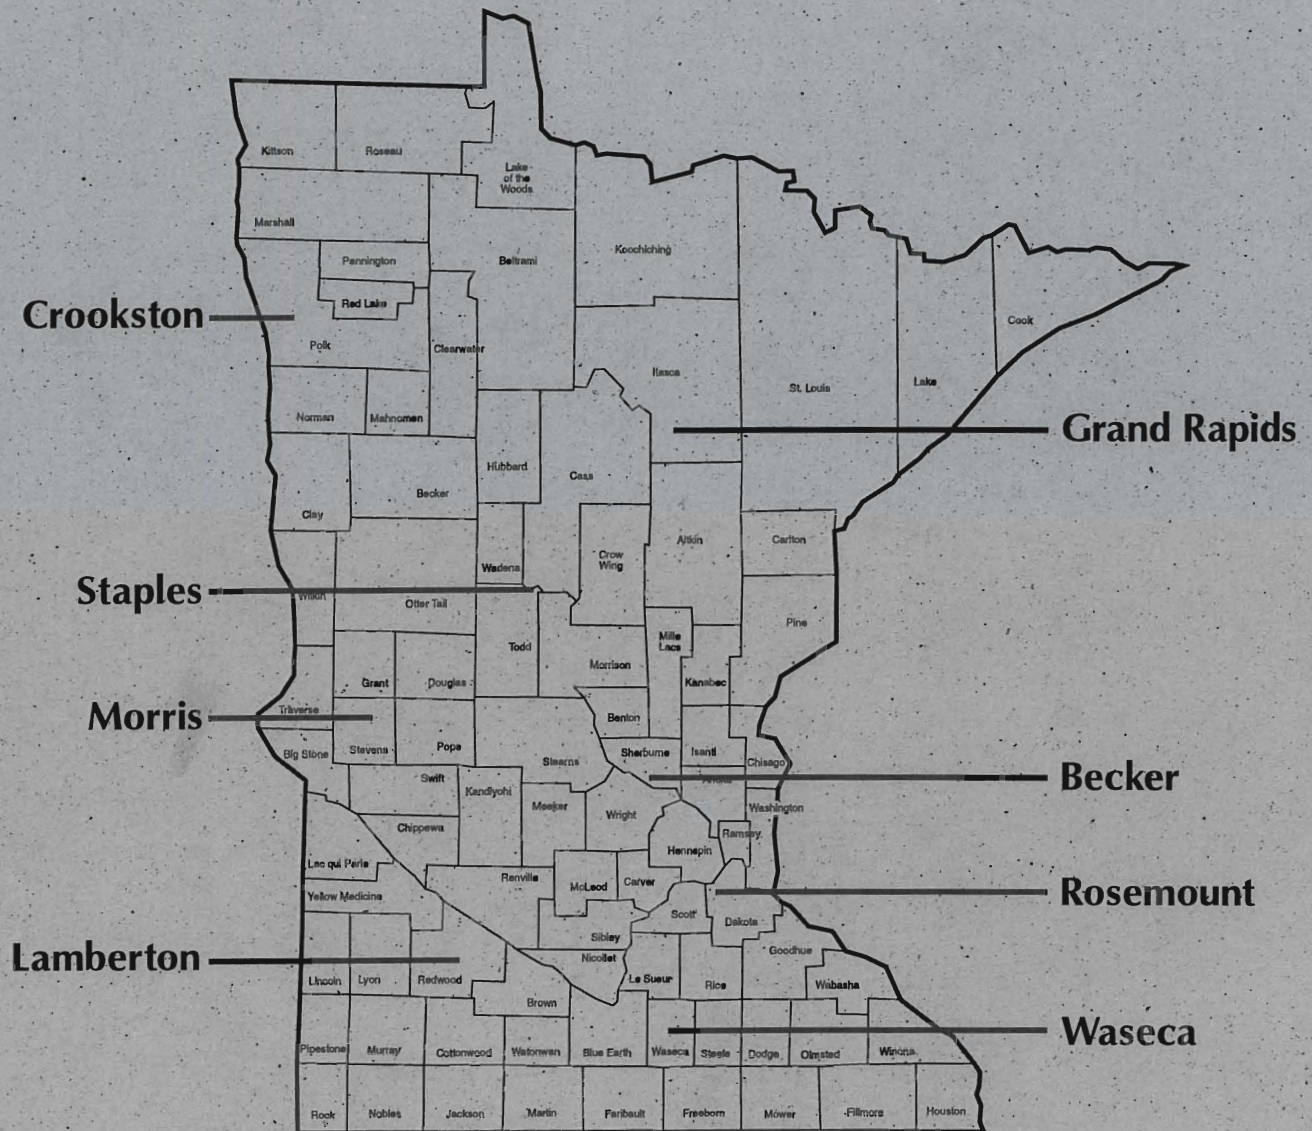 Kittson
Roseau
Lake
of the
Woods
Marshall
Koochiching
Pennington
Beltrami
Red Lake
Crookston
Cook
Polk
Clearwater
Itasca
St. Louis
Lake
Norman
Mahnomen
Grand Rapids
Hubbard
Cass
Becker
Clay
Aitkin
Carlton
Crow
Wing
Wadena
Staples
Wilkin
Otter Tail
Pine
Mille
Lacs
Todd
Morrison
Grant
Douglas
Kanabec
Traverse
Morris
Benton
Stevens
Pope
Big Stone
Sherburne
Isanti
Stearns
Chisago
Swift
Becker
Kandiyohi
Meeker
Washington
Wright
Chippewa
Ramsey
Hennepin
Lac qui Parle
Renville
McLeod
Carver
Yellow Medicine
Rosemount
Scott
Dakota
Sibley
Goodhue
Lamberton
Nicollet
Lincoln
Lyon
Redwood
Le Sueur
Rice
Wabasha
Brown
Waseca
Pipestone
Murray
Cottonwood
Watonwan
Blue Earth
Waseca
Steele
Dodge
Olmsted
Winona
Rock
Nobles
Jackson
Martin
Faribault
Freeborn
Mower
Fillmore
Houston